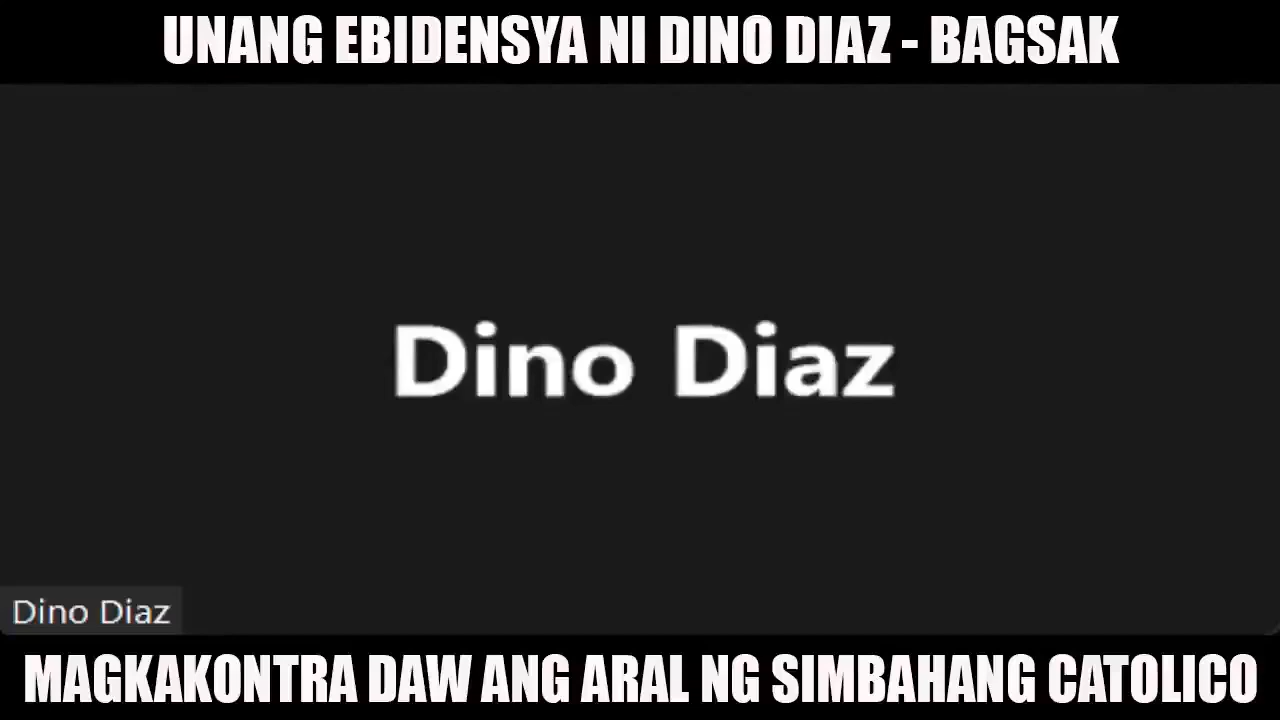 UNANG EBIDENSYA NI DINO DIAZ - BAGSAK
Dino Diaz
Dino Diaz
MAGKAKONTRA DAW ANG ARAL NG SIMBAHANG CATOLICO